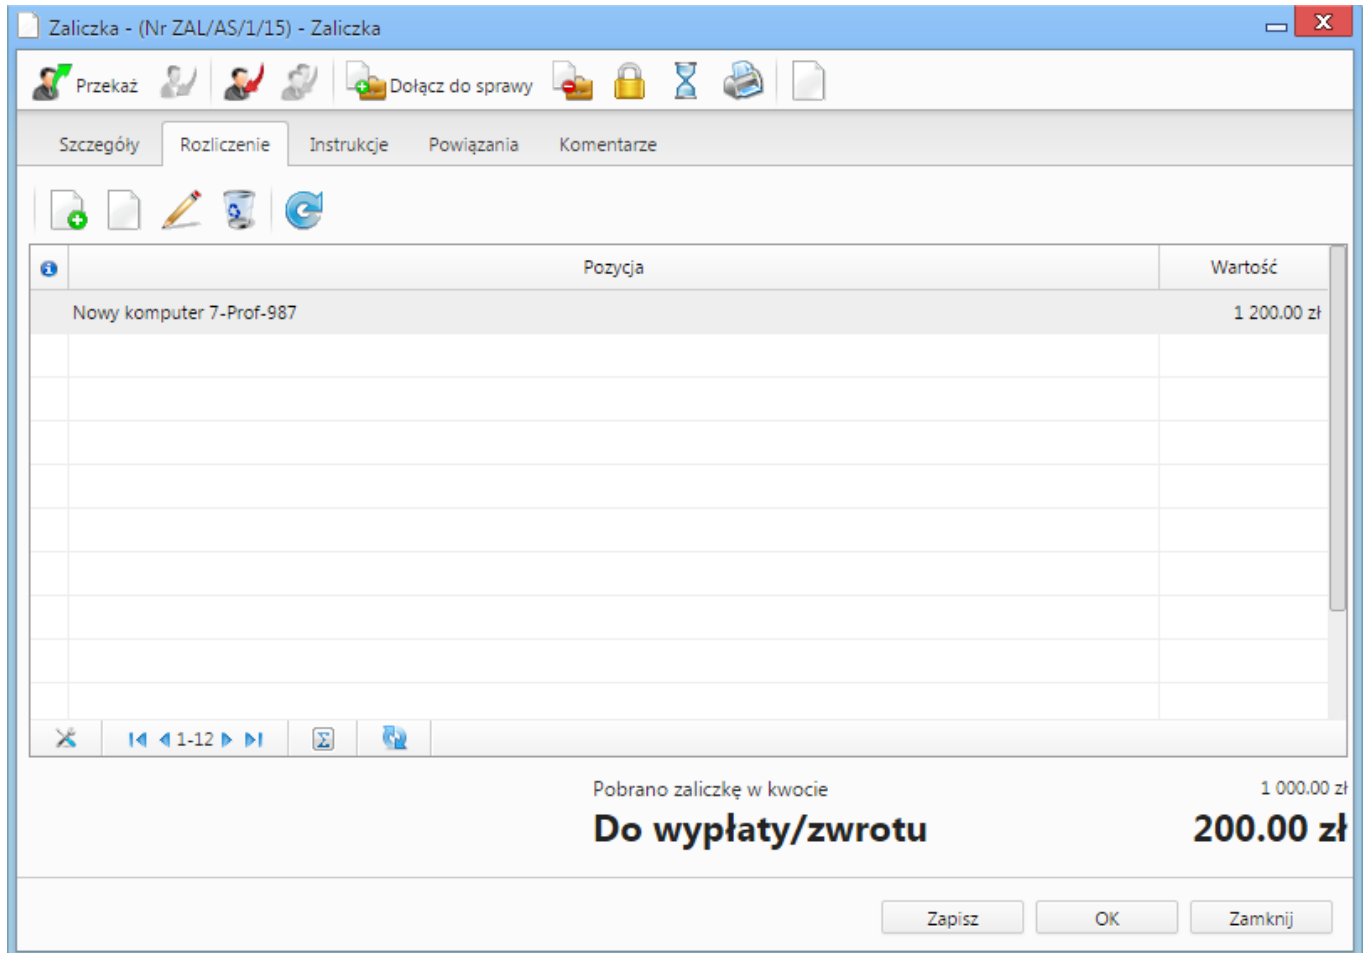 Zaliczka - (Nr ZAL/AS/1/15) - Zaliczka
Przekaż Dołącz do sprawy
Szczegóły Rozliczenie Instrukcje Powiązania Komentarze
Pozycja Wartość
Nowy komputer 7-Prof-987 1 200.00 zł
1-12
Pobrano zaliczkę w kwocie 1 000.00 zł
Do wypłaty/zwrotu 200.00 zł
Zapisz OK Zamknij